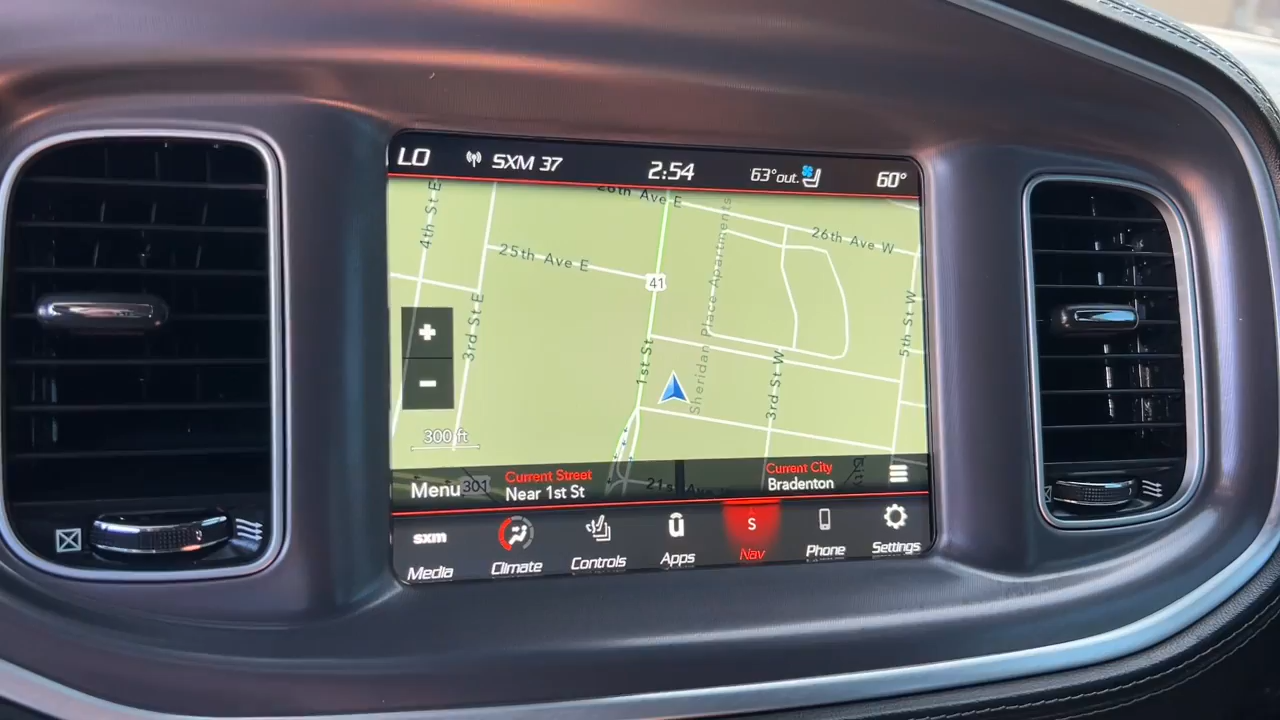 LO SXM 37 2:54 63° out. 60°
26th Ave E
4th St E
26th Ave W
25th Ave E
41
Sheridan Place Apartments
3rd St E
5th St W
1st St
3rd St W
+
−
300 ft
Menu 301 Current Street Current City
Near 1st St 21st Ave Bradenton
sxm û S
Media Climate Controls Apps Nav Phone Settings